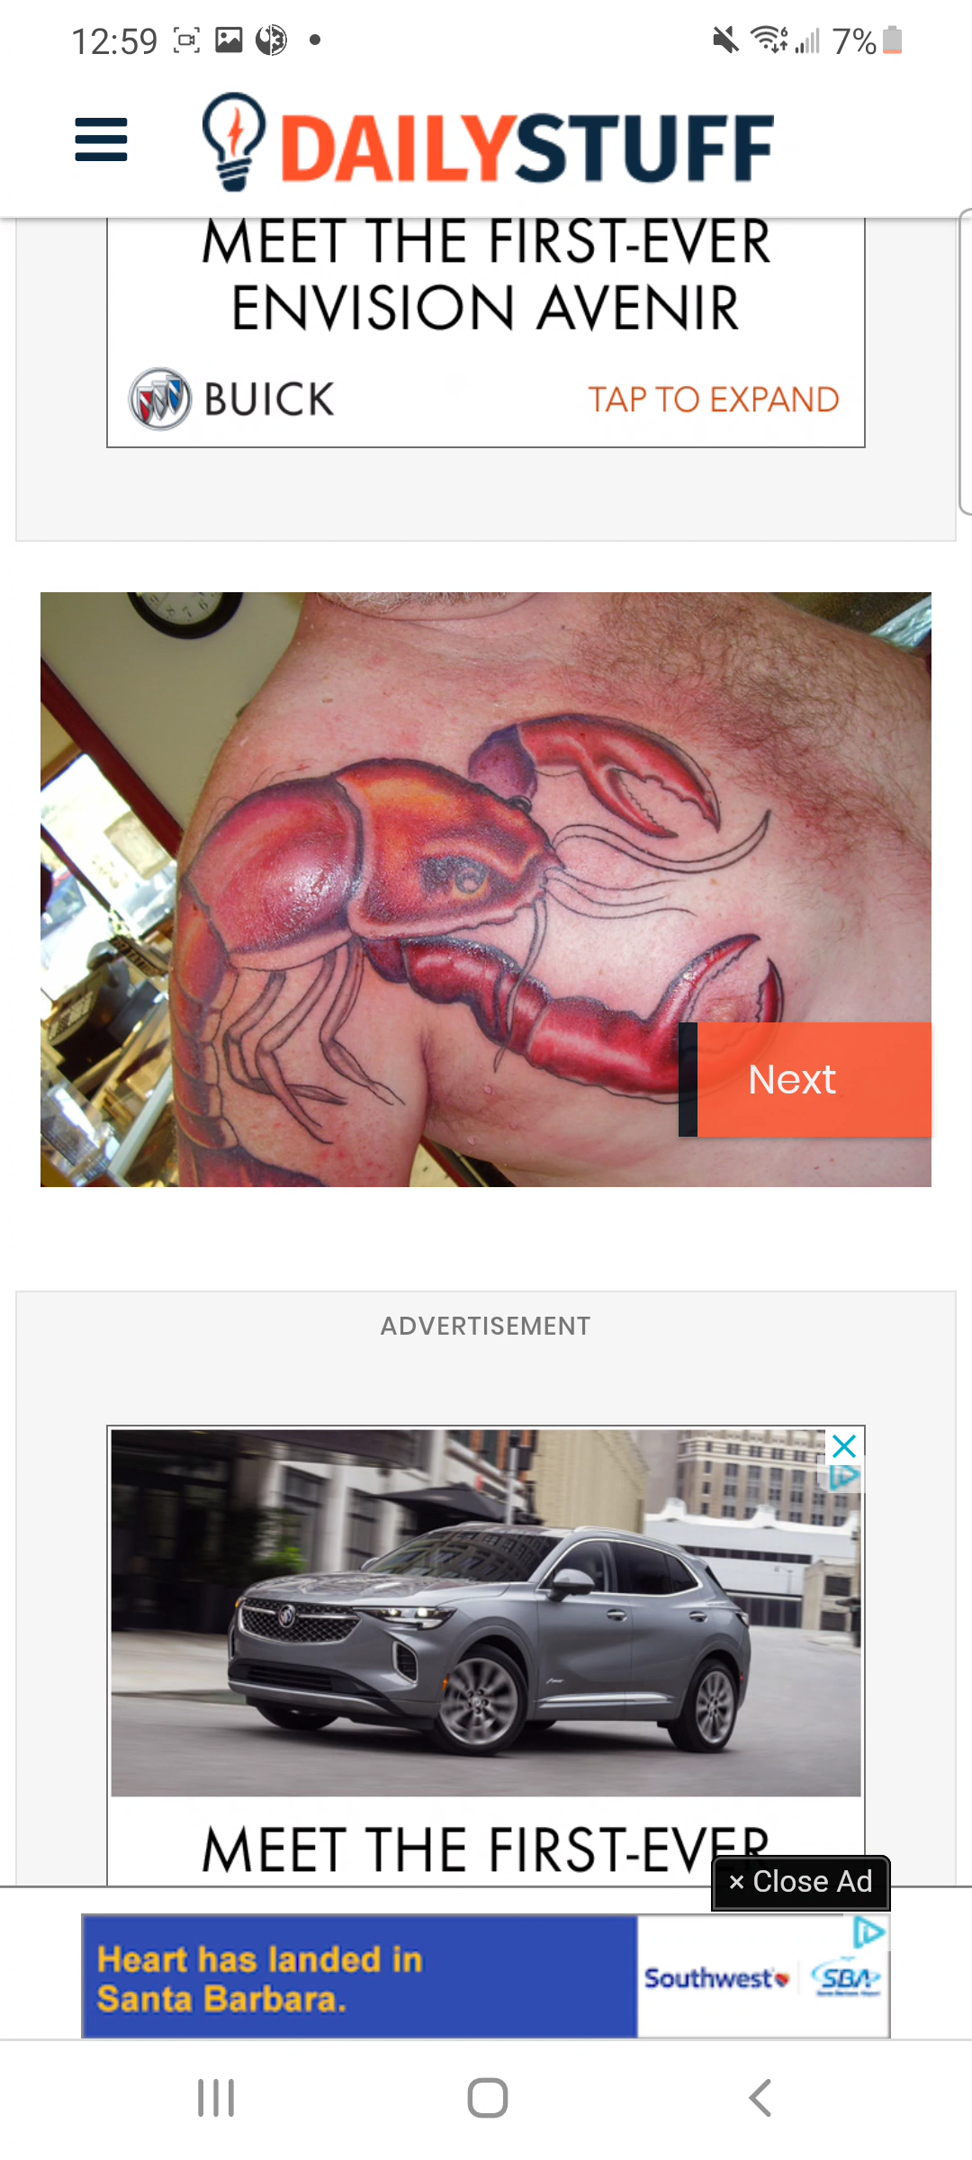 12:59
7%
DAILYSTUFF
MEET THE FIRST-EVER
ENVISION AVENIR
BUICK
TAP TO EXPAND
Next
ADVERTISEMENT
MEET THE FIRST-EVER
× Close Ad
Heart has landed in
Santa Barbara.
Southwest
SBA